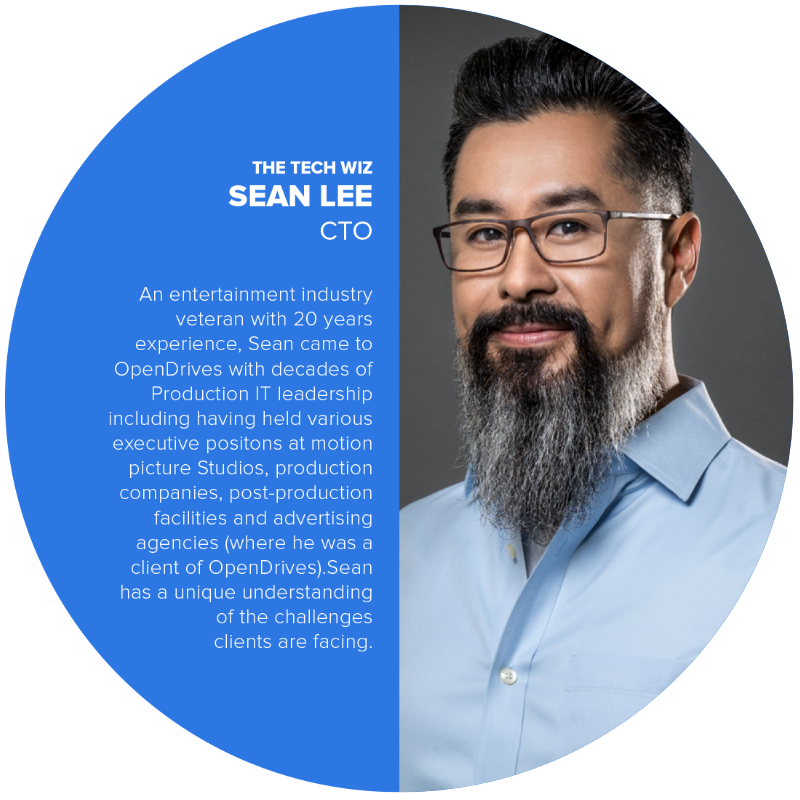 THE TECH WIZ
SEAN LEE
CTO
An entertainment industry
veteran with 20 years
experience, Sean came to
OpenDrives with decades of
Production IT leadership
including having held various
executive positons at motion
picture Studios, production
companies, post-production
facilities and advertising
agencies (where he was a
client of OpenDrives).Sean
has a unique understanding
of the challenges
clients are facing.